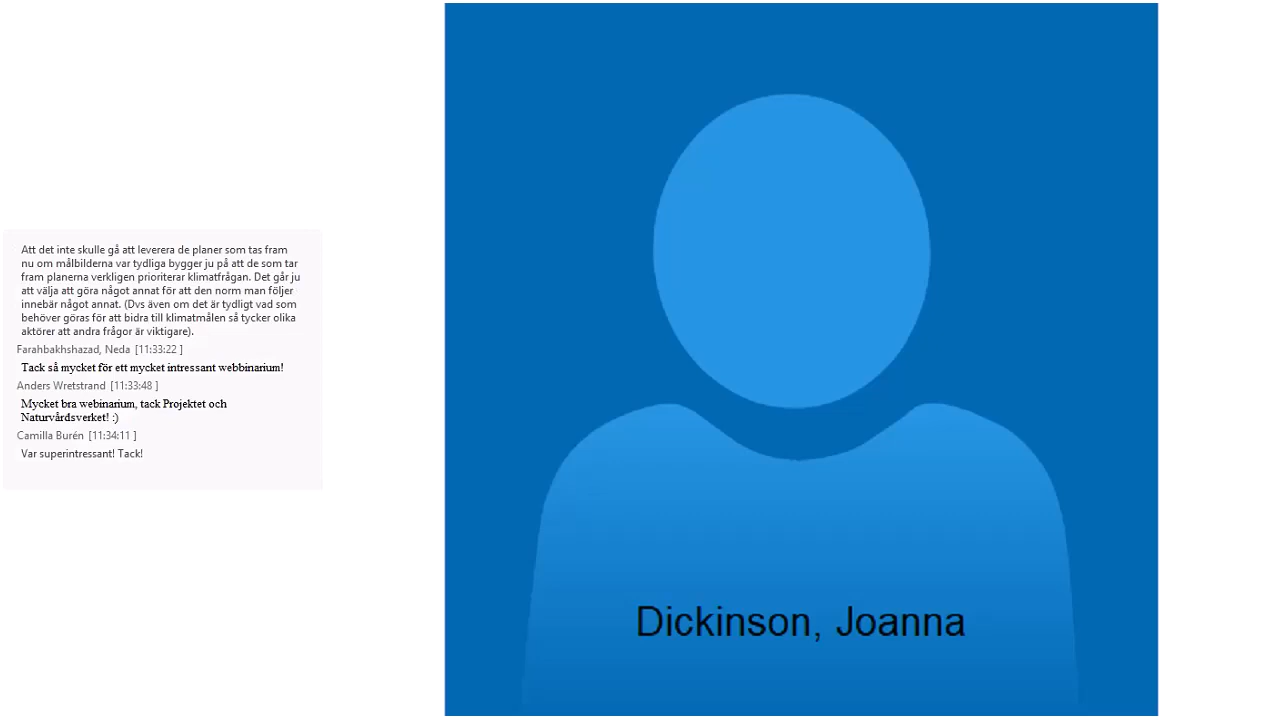 Att det inte skulle gå att leverera de planer som tas fram
nu om målbilderna var tydliga bygger ju på att de som tar
fram planerna verkligen prioriterar klimatfrågan. Det går ju
att välja att göra något annat för att den norm man följer
innebär något annat. (Dvs även om det är tydligt vad som
behöver göras för att bidra till klimatmålen så tycker olika
aktörer att andra frågor är viktigare).
Farahbakhshazad, Neda [11:33:22 ]
Tack så mycket för ett mycket intressant webbinarium!
Anders Wretstrand [11:33:48 ]
Mycket bra webinarium, tack Projektet och
Naturvårdsverket! :)
Camilla Burén [11:34:11 ]
Var superintressant! Tack!
Dickinson, Joanna